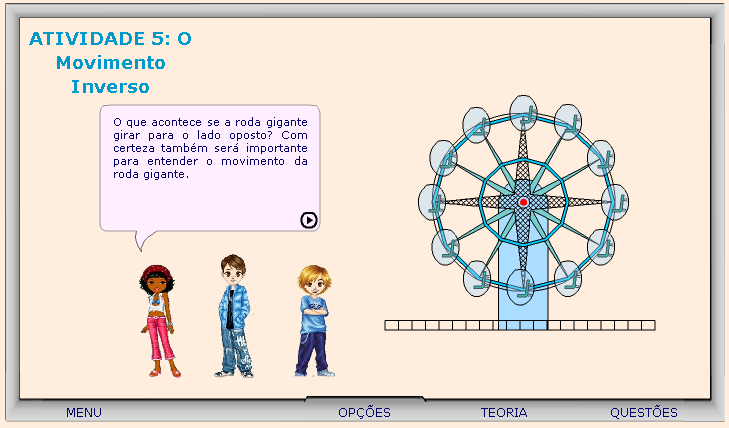 ATIVIDADE 5: O
Movimento
Inverso
O que acontece se a roda gigante
girar para o lado oposto? Com
certeza também será importante
para entender o movimento da
roda gigante.
MENU
OPÇÕES
TEORIA
QUESTÕES